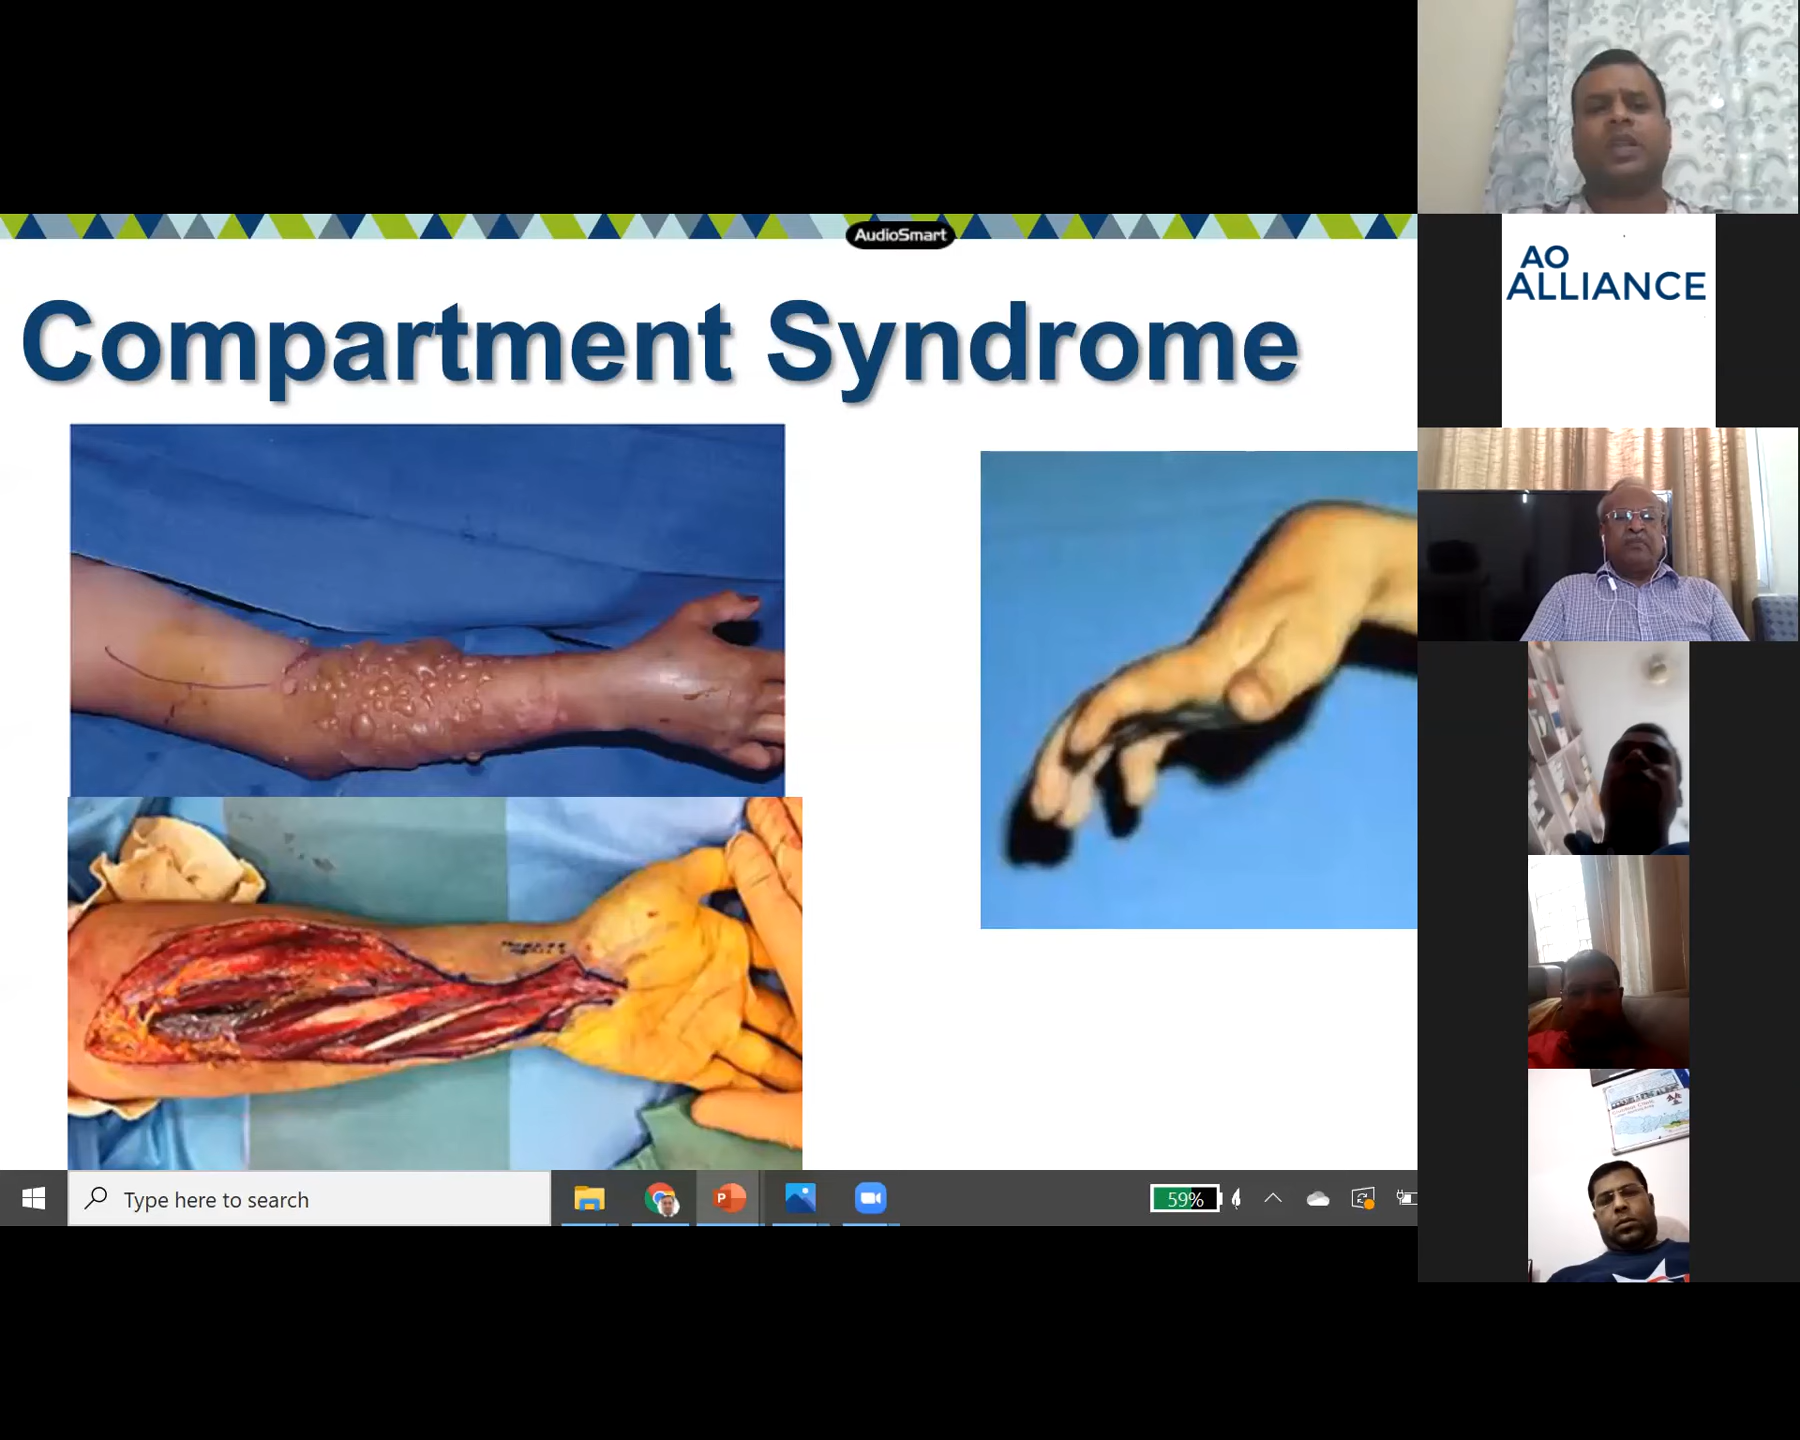 AudioSmart
Compartment Syndrome
AO
ALLIANCE
Type here to search
59%